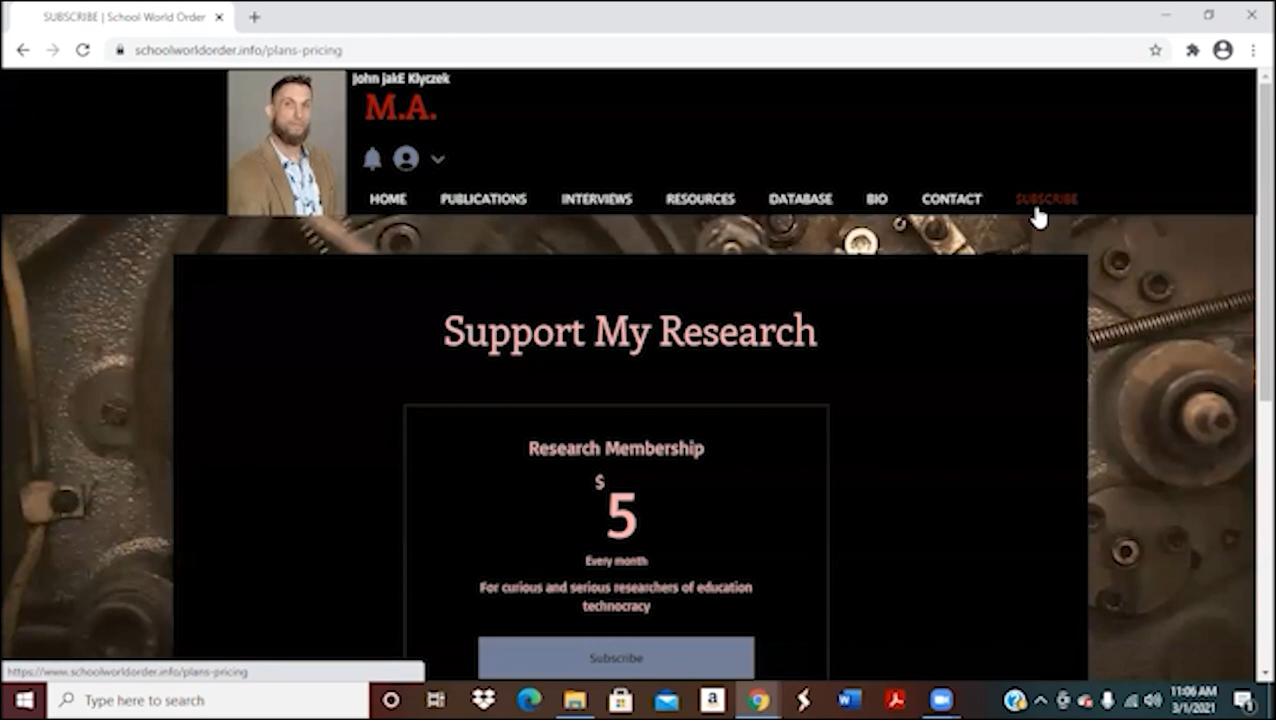 SUBSCRIBE | School World Order
schoolworldorder.info/plans-pricing
John JakE Klyczek
M.A.
HOME PUBLICATIONS INTERVIEWS RESOURCES DATABASE BIO CONTACT SUBSCRIBE
Support My Research
Research Membership
$
5
Every month
For curious and serious researchers of education
technocracy
Subscribe
https://www.schoolworldorder.info/plans-pricing
Type here to search
11:06 AM
3/1/2021